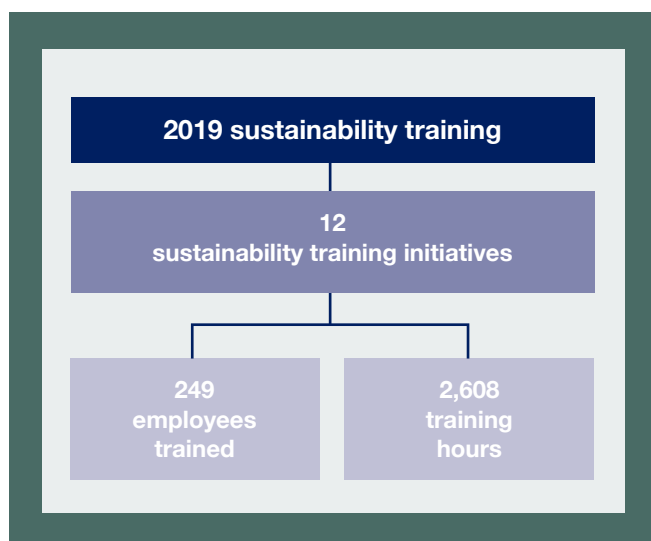 2019 sustainability training
12
sustainability training initiatives
249
employees
trained
2,608
training
hours